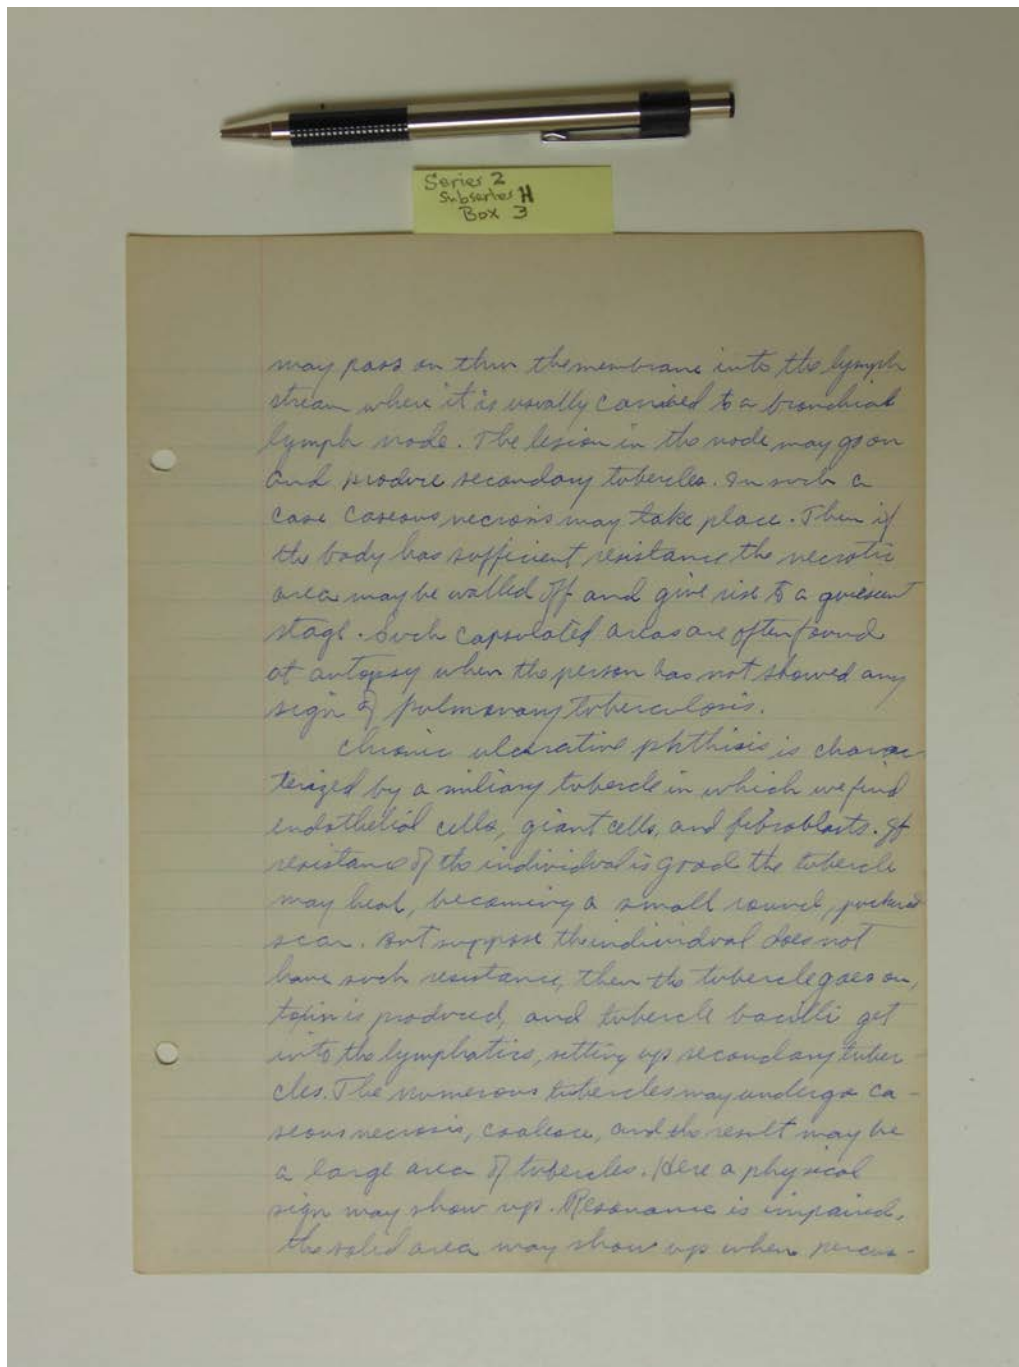 Series 2
Subseries H
Box 3
may pass on thru the membrane into the lymph
stream where it is usually carried to a bronchial
lymph node. The lesion in the node may go on
and produce secondary tubercles. In such a
case caseous necrosis may take place. Then if
the body has sufficient resistance the necrotic
area may be walled off and give rise to a quiescent
stage. Such capsulated areas are often found
at autopsy when the person has not showed any
sign of pulmonary tuberculosis.
Chronic ulcerative phthisis is charac-
terized by a miliary tubercle in which we find
endothelial cells, giant cells, and fibroblasts. If
resistance of the individual is good the tubercle
may heal, becoming a small round, puckered
scar. But suppose the individual does not
have such resistance, then the tubercle goes on,
toxin is produced, and tubercle bacilli get
into the lymphatics, setting up secondary tuber
cles. The numerous tubercles may undergo ca-
seous necrosis, coalesce, and the result may be
a large area of tubercles. Here a physical
sign may show up. Resonance is impaired,
the solid area may show up when percus-